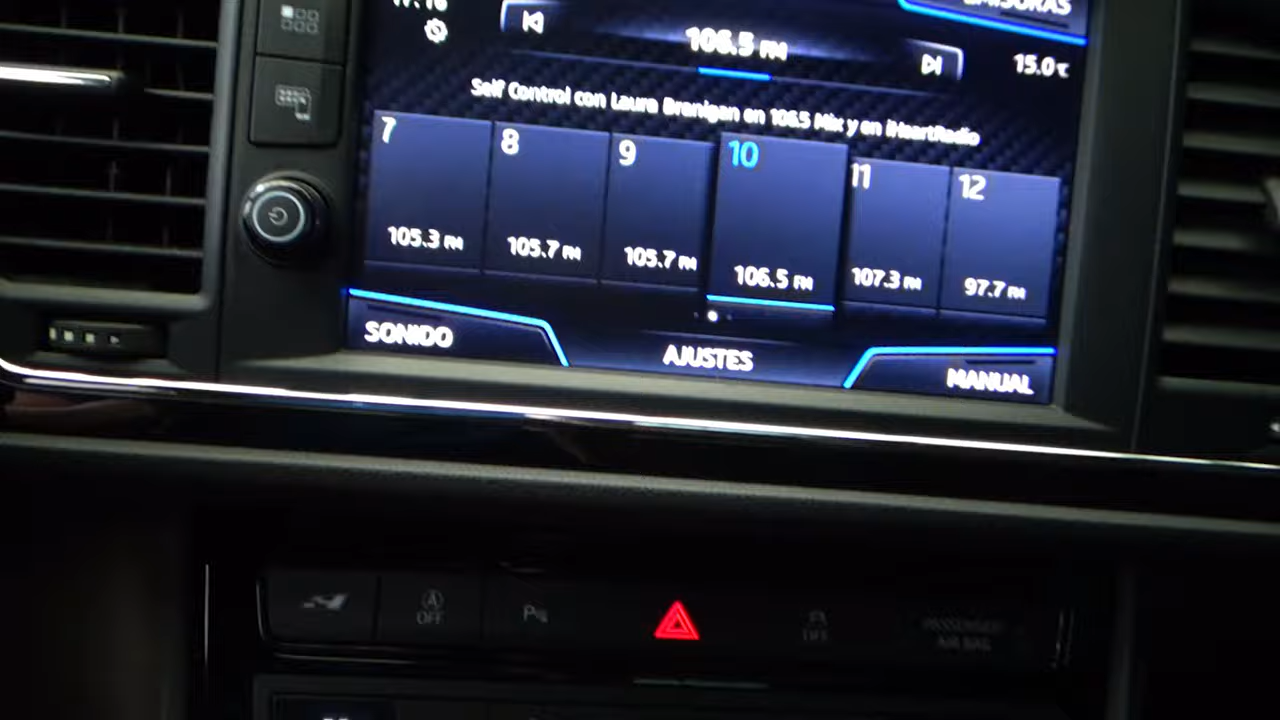 106.5 FM
15.0℃
Self Control con Laura Branigan en 106.5 Mix y en iHeartRadio
7 8 9 10 11 12
105.3 FM 105.7 FM 105.7 FM 106.5 FM 107.3 FM 97.7 FM
SONIDO AJUSTES MANUAL
OFF OFF PASSENGER
AIR BAG